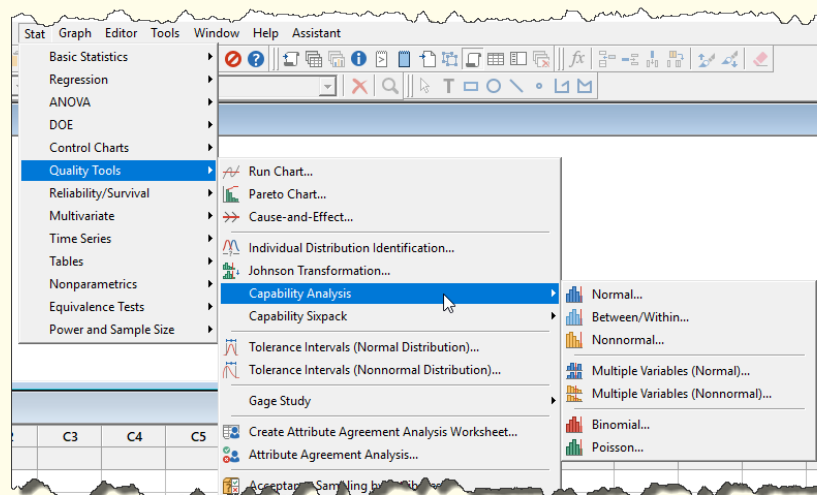 Stat Graph Editor Tools Window Help Assistant
Basic Statistics
Regression
ANOVA
DOE
Control Charts
Quality Tools
Reliability/Survival
Multivariate
Time Series
Tables
Nonparametrics
Equivalence Tests
Power and Sample Size
Run Chart...
Pareto Chart...
Cause-and-Effect...
Individual Distribution Identification...
Johnson Transformation...
Capability Analysis
Capability Sixpack
Tolerance Intervals (Normal Distribution)...
Tolerance Intervals (Nonnormal Distribution)...
Gage Study
Create Attribute Agreement Analysis Worksheet...
Attribute Agreement Analysis...
Acceptance Sampling by
Normal...
Between/Within...
Nonnormal...
Multiple Variables (Normal)...
Multiple Variables (Nonnormal)...
Binomial...
Poisson...
C3 C4 C5